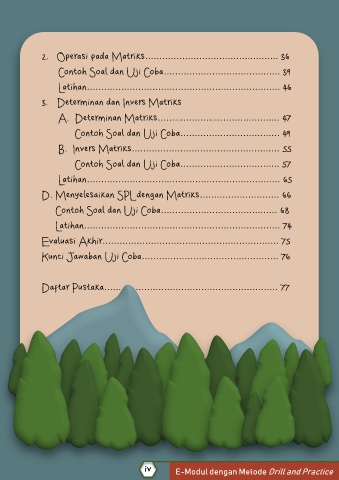 2. Operasi pada Matriks............................................ 36
Contoh Soal dan Uji Coba..................................... 39
Latihan................................................................. 46
3. Determinan dan Invers Matriks
A. Determinan Matriks........................................ 47
Contoh Soal dan Uji Coba................................ 49
B. Invers Matriks................................................ 55
Contoh Soal dan Uji Coba................................ 57
Latihan................................................................. 65
D. Menyelesaikan SPL dengan Matriks......................... 66
Contoh Soal dan Uji Coba...................................... 68
Latihan.................................................................. 74
Evaluasi Akhir........................................................... 75
Kunci Jawaban Uji Coba.............................................. 76
Daftar Pustaka.......................................................... 77
iv
E-Modul dengan Metode Drill and Practice